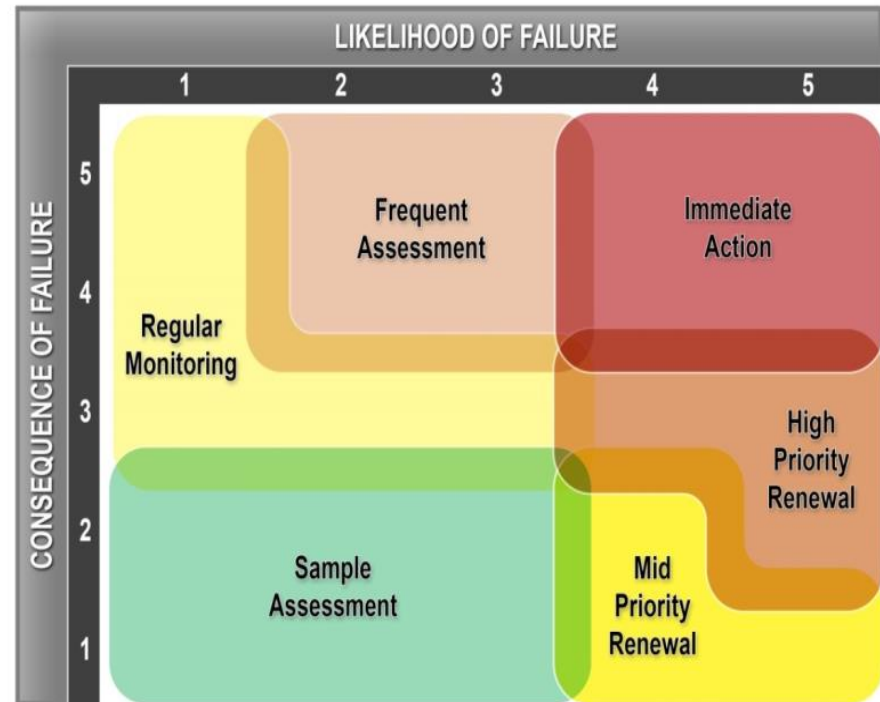 LIKELIHOOD OF FAILURE
1 2 3 4 5
CONSEQUENCE OF FAILURE
5
4
3
2
1
Frequent
Assessment
Immediate
Action
Regular
Monitoring
High
Priority
Renewal
Sample
Assessment
Mid
Priority
Renewal